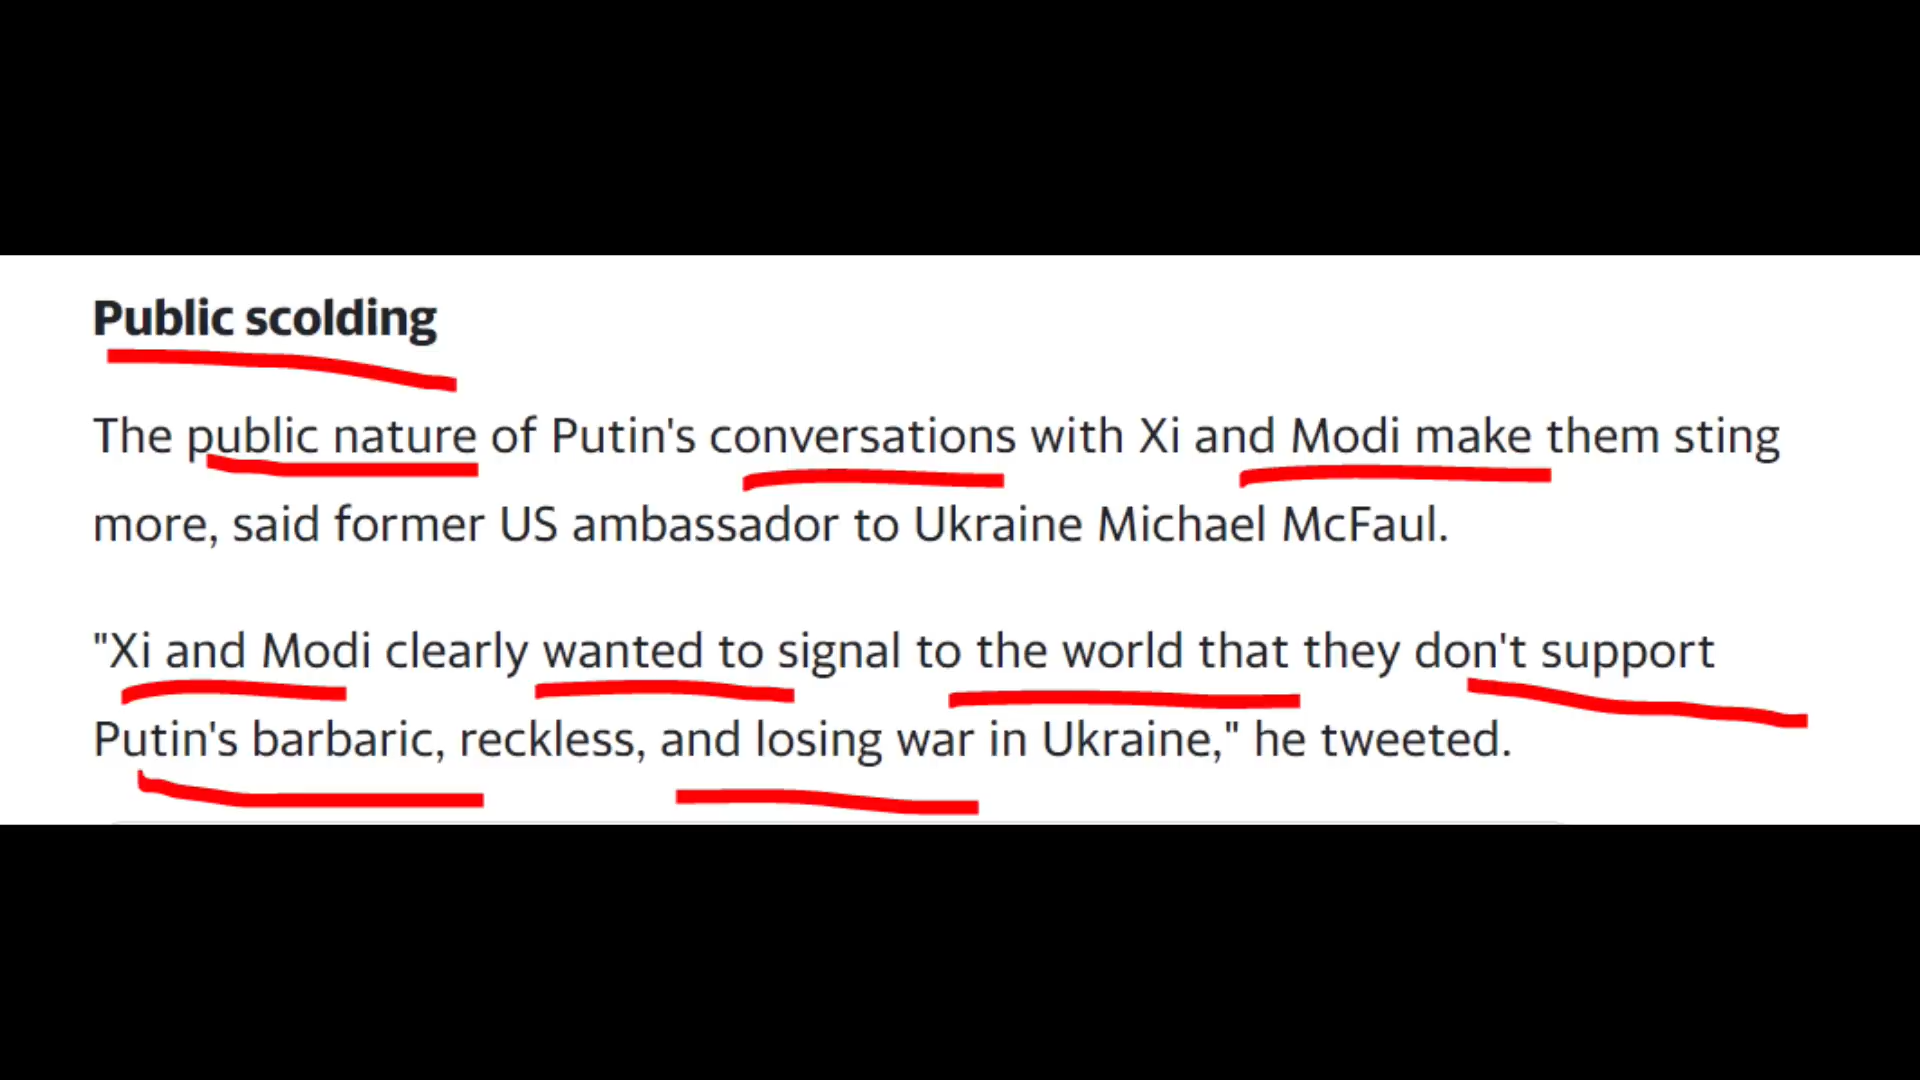 Public scolding
The public nature of Putin's conversations with Xi and Modi make them sting
more, said former US ambassador to Ukraine Michael McFaul.
"Xi and Modi clearly wanted to signal to the world that they don't support
Putin's barbaric, reckless, and losing war in Ukraine," he tweeted.